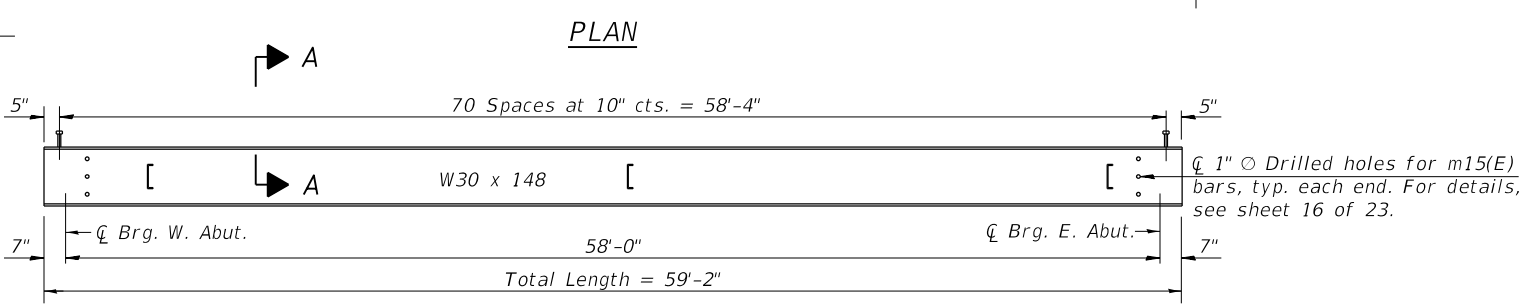 PLAN
A
70 Spaces at 10" cts. = 58'-4"
5"
5"
W30 x 148
A
℄ 1" ∅ Drilled holes for m15(E)
bars, typ. each end. For details,
see sheet 16 of 23.
℄ Brg. W. Abut.
℄ Brg. E. Abut.
7"
58'-0"
7"
Total Length = 59'-2"